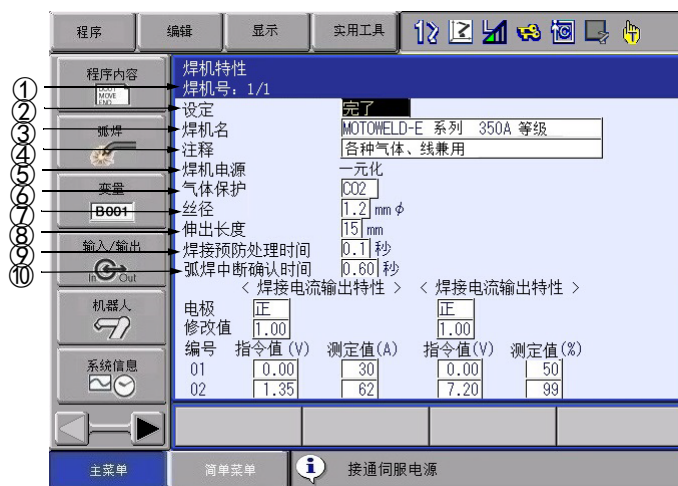 程序 编辑 显示 实用工具
程序内容
DOUT
MOVE
END
弧焊
变量
B001
输入/输出
In Out
机器人
系统信息
焊机特性
① 焊机号: 1/1
② 设定 完了
③ 焊机名 MOTOWELD-E 系列 350A 等级
④ 注释 各种气体、线兼用
⑤ 焊机电源 一元化
⑥ 气体保护 CO2
⑦ 丝径 1.2 mmφ
⑧ 伸出长度 15 mm
⑨ 焊接预防处理时间 0.1 秒
⑩ 弧焊中断确认时间 0.60 秒
< 焊接电流输出特性 > < 焊接电流输出特性 >
电极 正 正
修改值 1.00 1.00
编号 指令值(V) 测定值(A) 指令值(V) 测定值(%)
01 0.00 30 0.00 50
02 1.35 62 7.20 99
主菜单 简单菜单 接通伺服电源